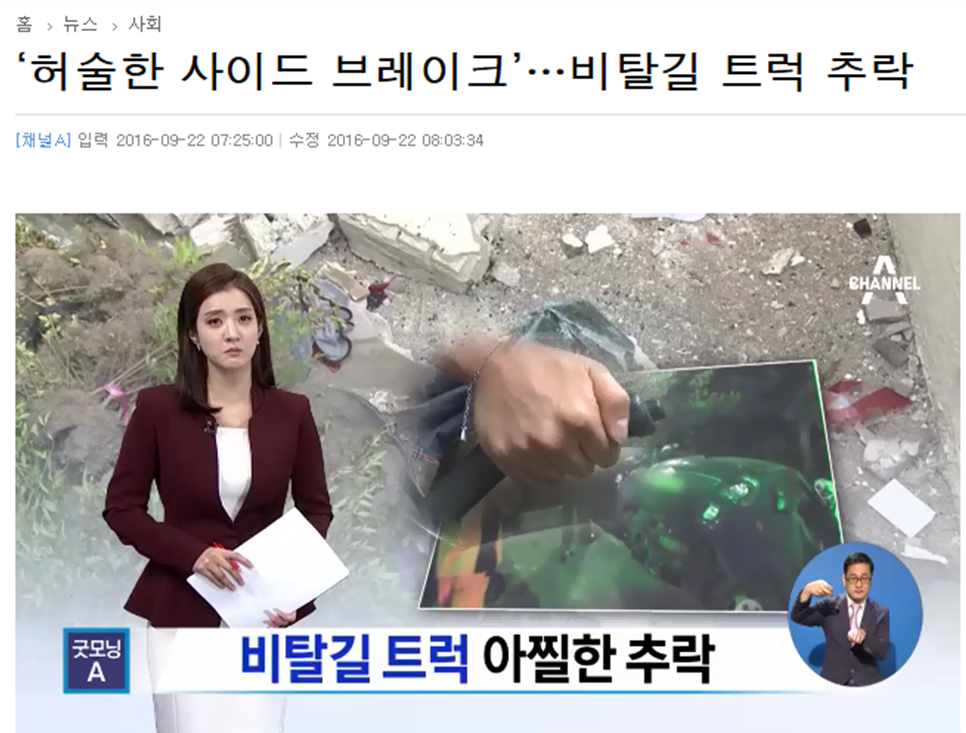 홈 > 뉴스 > 사회
‘허술한 사이드 브레이크’…비탈길 트럭 추락
[채널A] 입력 2016-09-22 07:25:00 | 수정 2016-09-22 08:03:34
CHANNEL A
굿모닝
A
비탈길 트럭 아찔한 추락